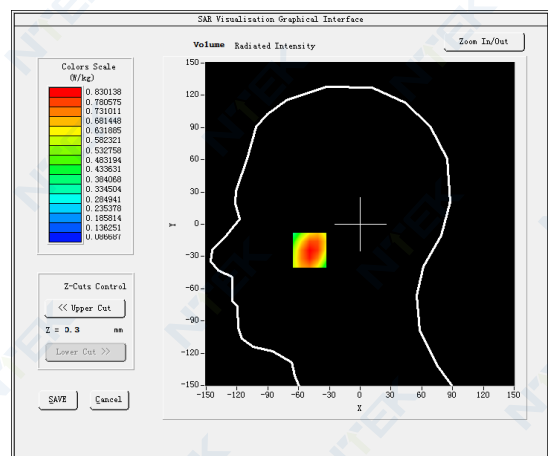 SAR Visualisation Graphical Interface
Volume Radiated Intensity
Zoom In/Out
Colors Scale
(W/kg)
0.830138
0.780575
0.731011
0.681448
0.631885
0.582321
0.532758
0.483194
0.433631
0.384068
0.334504
0.284941
0.235378
0.185814
0.136251
0.086687
Z-Cuts Control
<< Upper Cut
Z = 0.3 mm
Lower Cut >>
SAVE Cancel
150
120
90
60
30
0
-30
-60
-90
-120
-150
Y
-150 -120 -90 -60 -30 0 30 60 90 120 150
X
NTEK